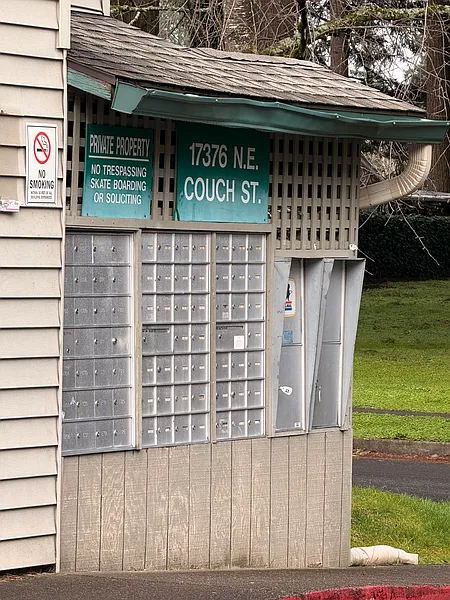 NO
SMOKING
PRIVATE PROPERTY
NO TRESPASSING
SKATE BOARDING
OR SOLICITING
17376 N.E.
COUCH ST.